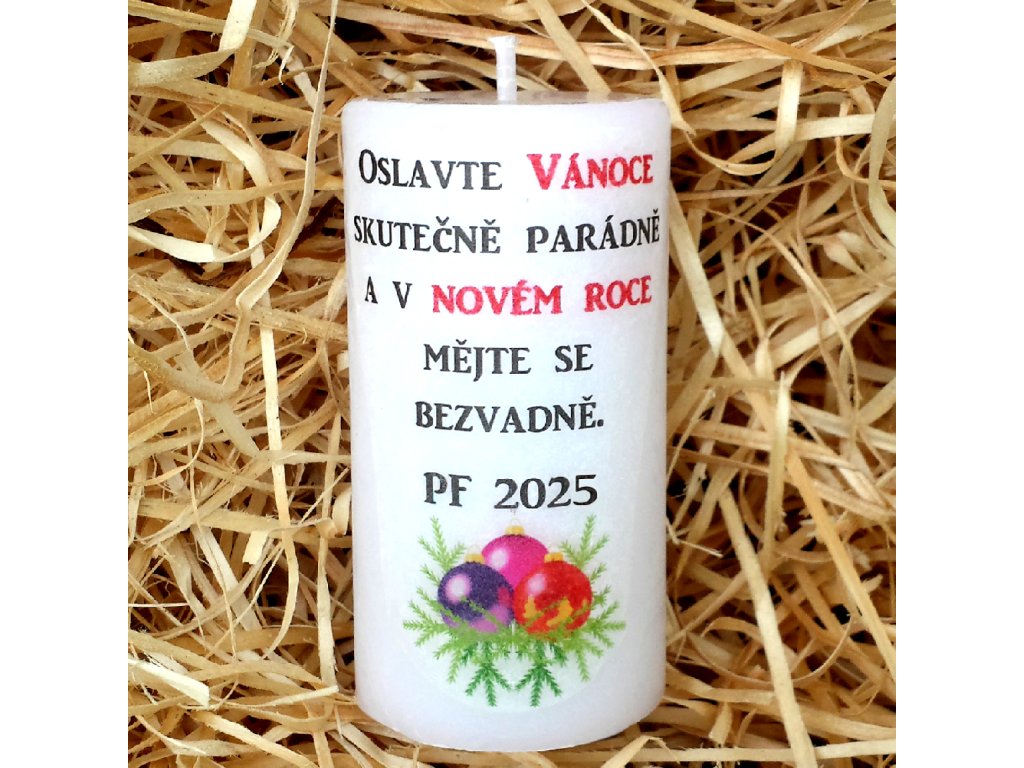 Oslavte Vánoce
skutečně parádně
a v novém roce
mějte se
bezvadně.
PF 2025